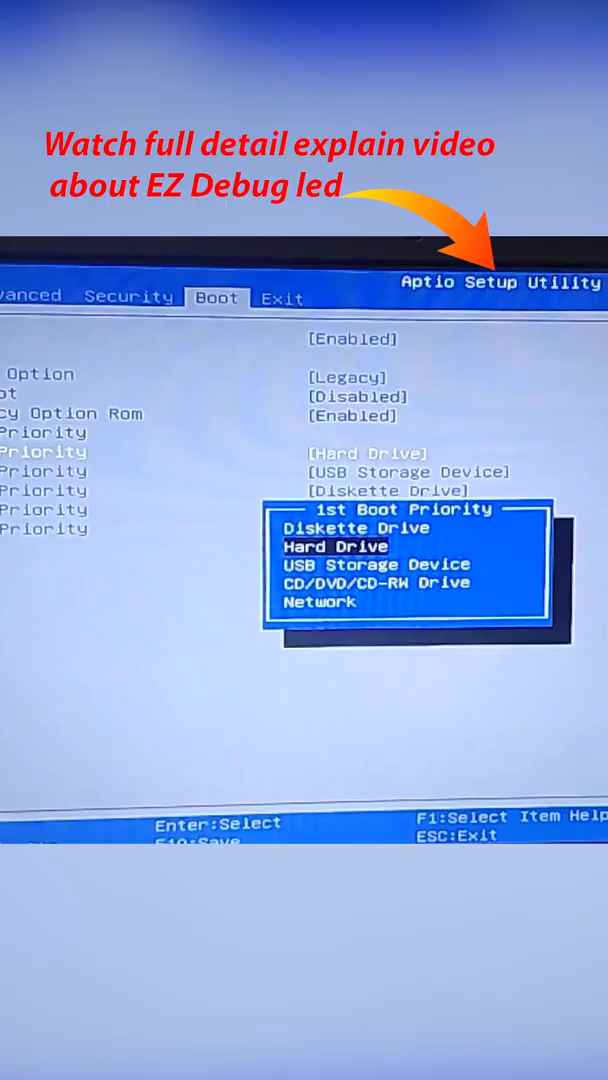 Watch full detail explain video
about EZ Debug led
Aptio Setup Utility
Security Boot Exit
[Enabled]
Option [Legacy]
[Disabled]
Option Rom [Enabled]
Priority
Priority [Hard Drive]
Priority [USB Storage Device]
Priority [Diskette Drive]
Priority
Priority
1st Boot Priority
Diskette Drive
Hard Drive
USB Storage Device
CD/DVD/CD-RW Drive
Network
Enter:Select F1:Select Item Help
F10:Save ESC:Exit